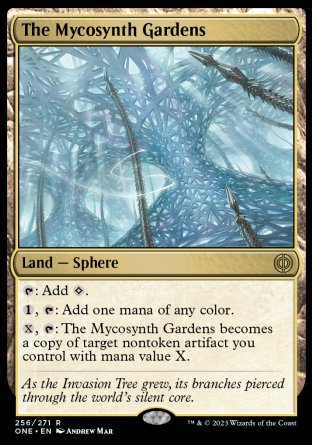 The Mycosynth Gardens
Land — Sphere
: Add .
1, : Add one mana of any color.
X, : The Mycosynth Gardens becomes
a copy of target nontoken artifact you
control with mana value X.
As the Invasion Tree grew, its branches pierced
through the world's silent core.
256/271 R
ONE • EN Andrew Mar
™ & © 2023 Wizards of the Coast